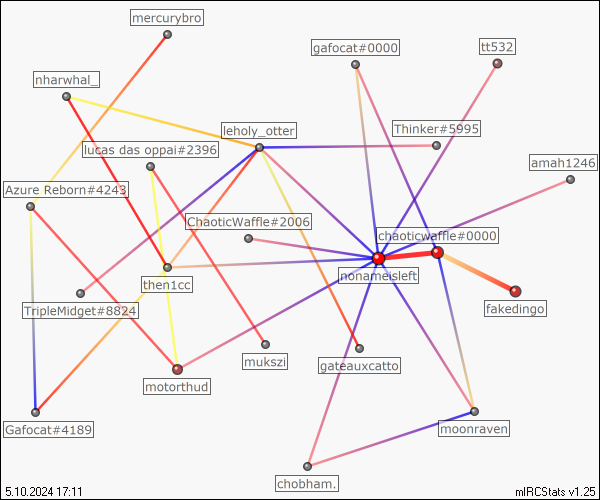 mercurybro
gafocat#0000
tt532
nharwhal_
leholy_otter
Thinker#5995
lucas das oppai#2396
amah1246
Azure Reborn#4243
ChaoticWaffle#2006
chaoticwaffle#0000
then1cc
nonameisleft
TripleMidget#8824
fakedingo
mukszi
gateauxcatto
motorthud
Gafocat#4189
moonraven
chobham.
5.10.2024 17:11
mIRCStats v1.25